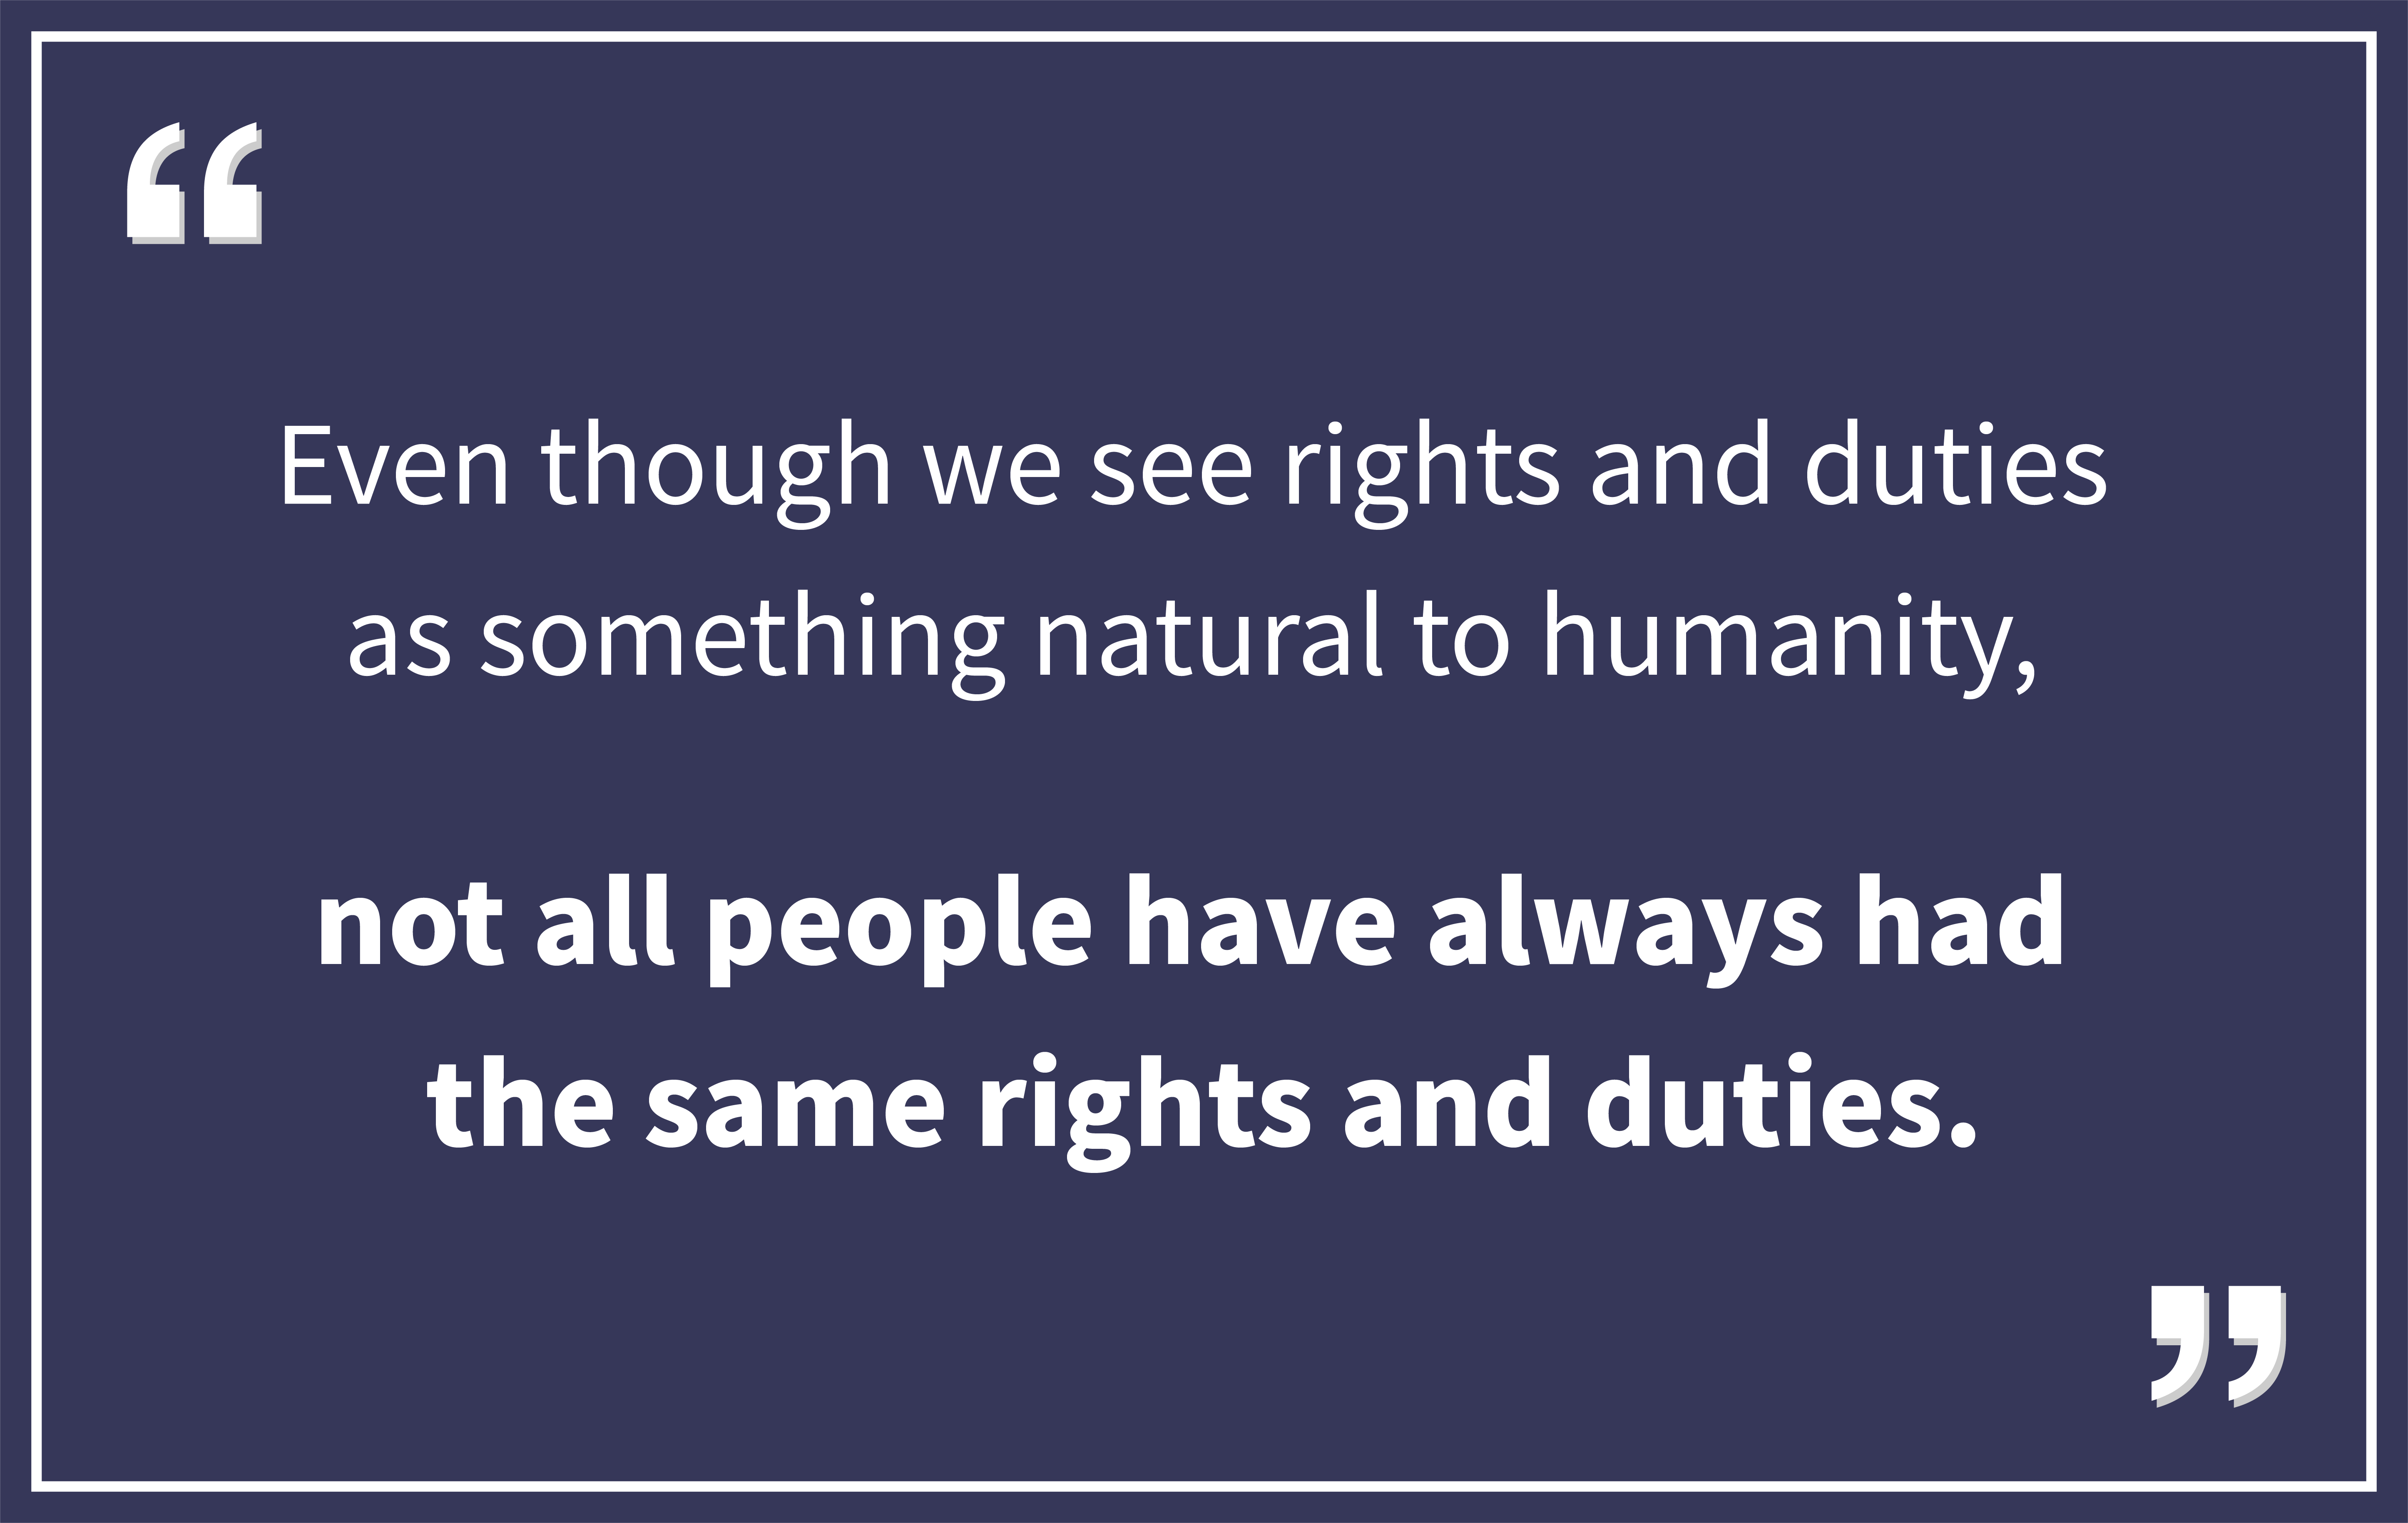 “
Even though we see rights and duties
as something natural to humanity,
not all people have always had
the same rights and duties.
”